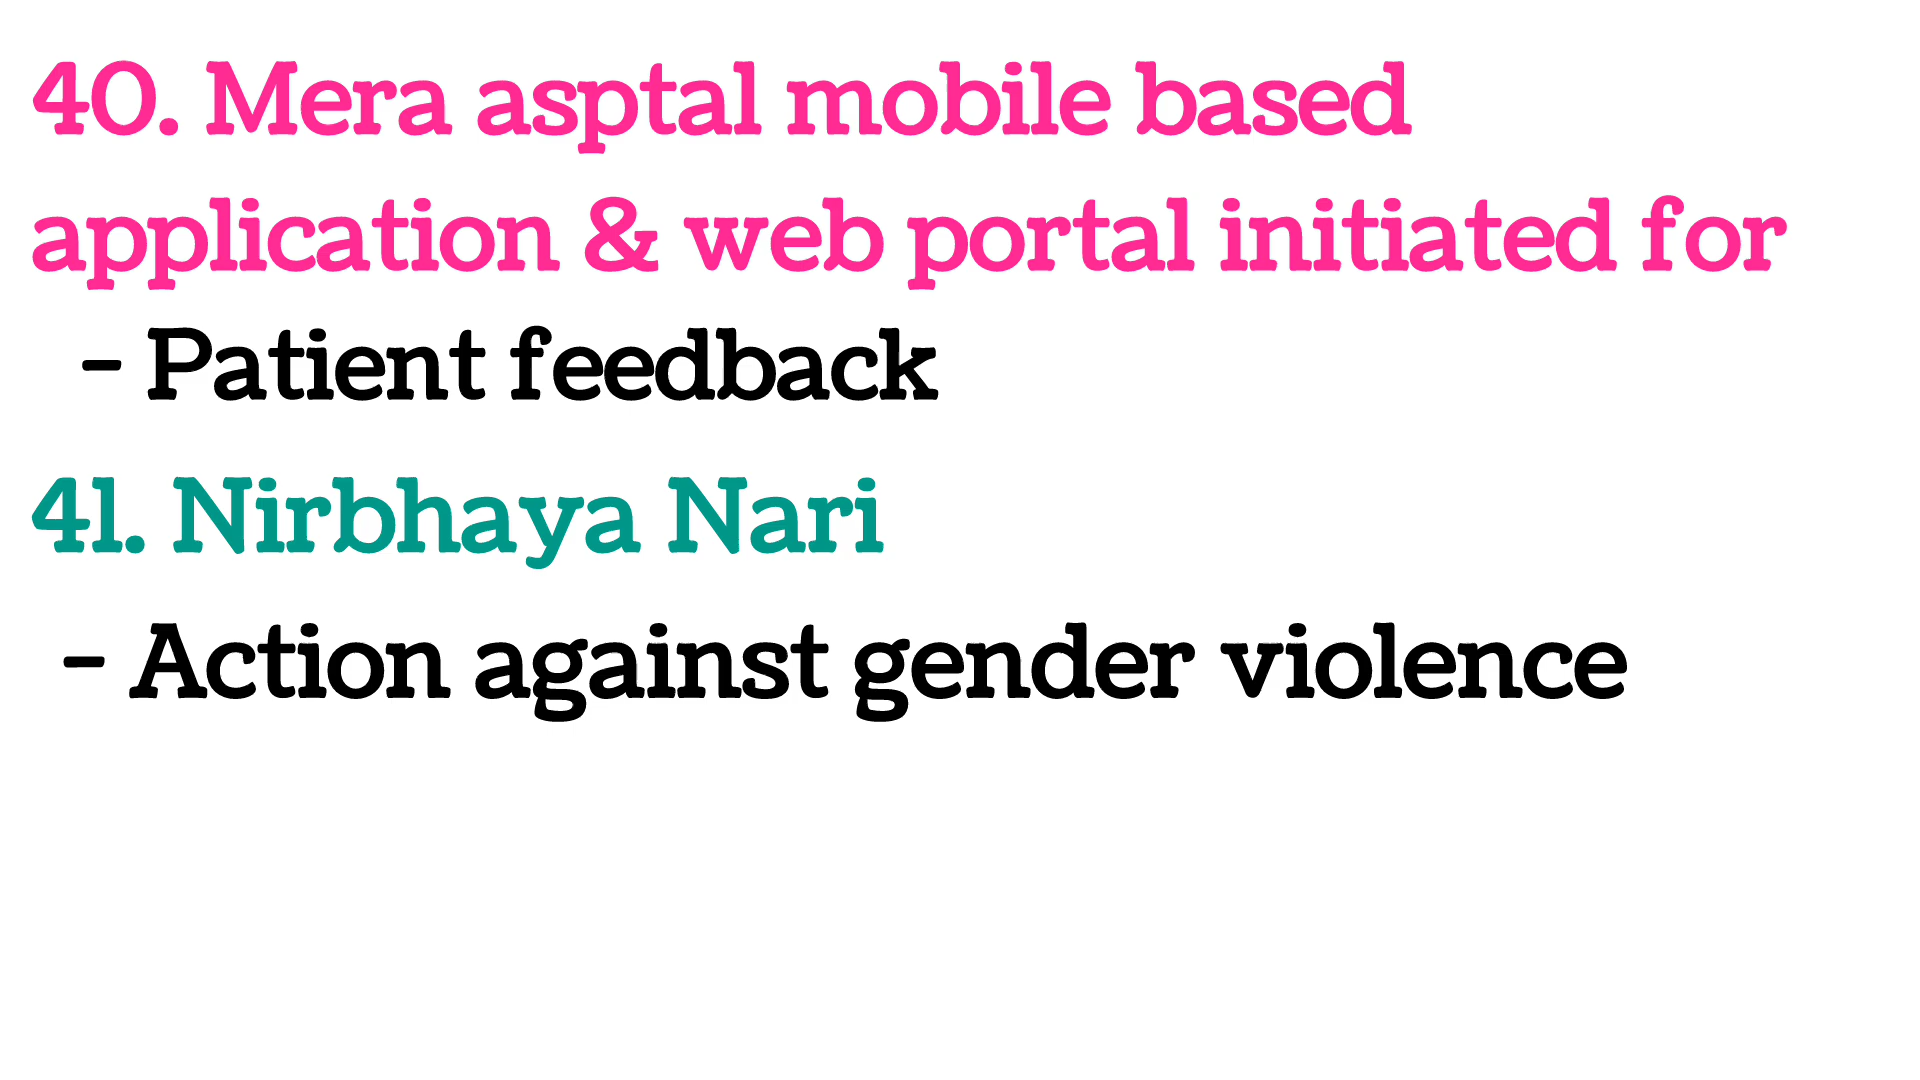 40. Mera asptal mobile based
application & web portal initiated for
- Patient feedback
41. Nirbhaya Nari
- Action against gender violence